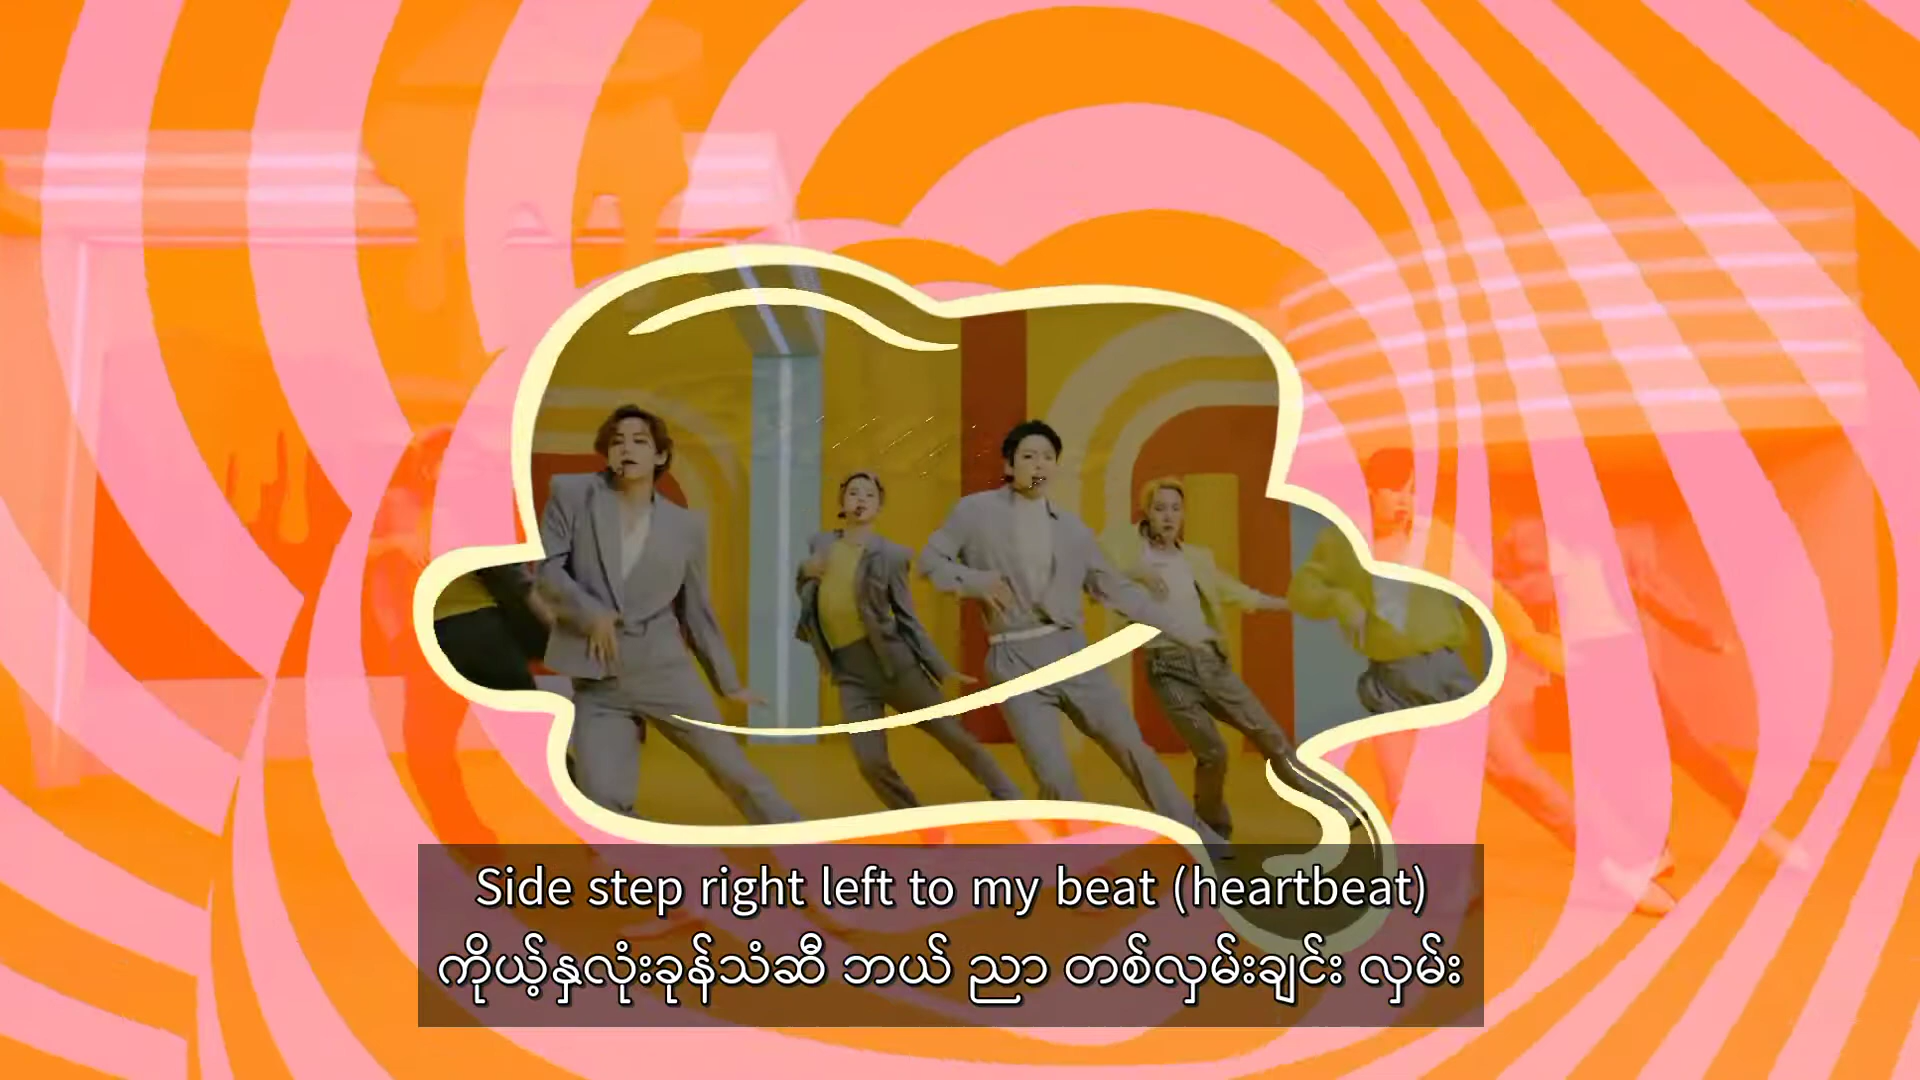 Side step right left to my beat (heartbeat)
ကိုယ့်နှလုံးခုန်သံဆီ ဘယ် ညာ တစ်လှမ်းချင်း လှမ်း